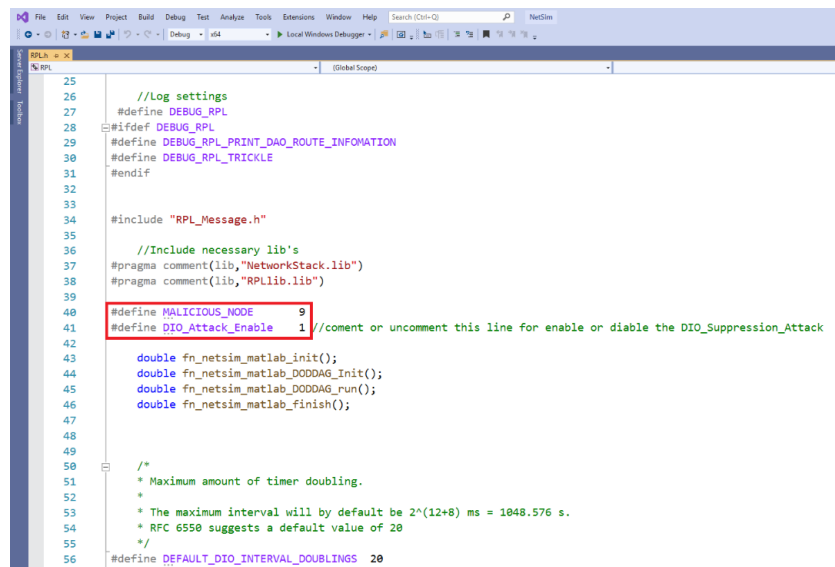 File Edit View Project Build Debug Test Analyze Tools Extensions Window Help Search (Ctrl+Q) NetSim
Debug x64 Local Windows Debugger
Server Explorer
Toolbox
RPL.h
RPL (Global Scope)
25
26 //Log settings
27 #define DEBUG_RPL
28 #ifdef DEBUG_RPL
29 #define DEBUG_RPL_PRINT_DAO_ROUTE_INFOMATION
30 #define DEBUG_RPL_TRICKLE
31 #endif
32
33
34 #include "RPL_Message.h"
35
36 //Include necessary lib's
37 #pragma comment(lib,"NetworkStack.lib")
38 #pragma comment(lib,"RPLlib.lib")
39
40 #define MALICIOUS_NODE 9
41 #define DIO_Attack_Enable 1 //coment or uncomment this line for enable or diable the DIO_Suppression_Attack
42
43 double fn_netsim_matlab_init();
44 double fn_netsim_matlab_DODDAG_Init();
45 double fn_netsim_matlab_DODDAG_run();
46 double fn_netsim_matlab_finish();
47
48
49
50 /*
51 * Maximum amount of timer doubling.
52 *
53 * The maximum interval will by default be 2^(12+8) ms = 1048.576 s.
54 * RFC 6550 suggests a default value of 20
55 */
56 #define DEFAULT_DIO_INTERVAL_DOUBLINGS 20